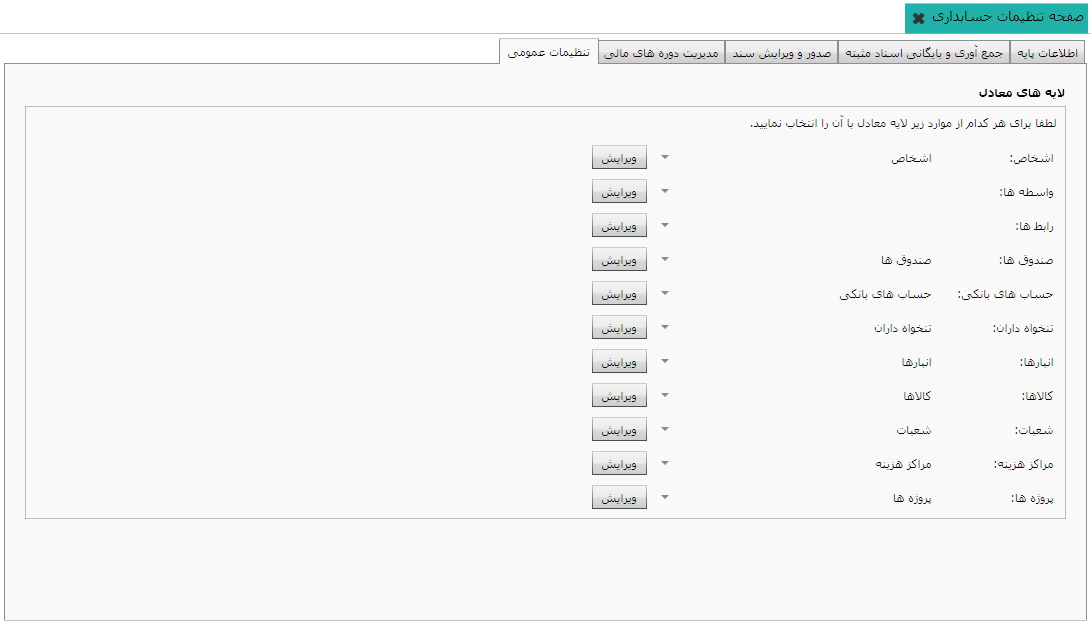 صفحه تنظیمات حسابداری
اطلاعات پایه جمع آوری و بایگانی اسناد مثبته صدور و ویرایش سند مدیریت دوره های مالی تنظیمات عمومی
لایه های معادل
لطفا برای هر کدام از موارد زیر لایه معادل با آن را انتخاب نمایید.
اشخاص: اشخاص ویرایش
واسطه ها: ویرایش
رابط ها: ویرایش
صندوق ها: صندوق ها ویرایش
حساب های بانکی: حساب های بانکی ویرایش
تنخواه داران: تنخواه داران ویرایش
انبارها: انبارها ویرایش
کالاها: کالاها ویرایش
شعبات: شعبات ویرایش
مراکز هزینه: مراکز هزینه ویرایش
پروژه ها: پروژه ها ویرایش